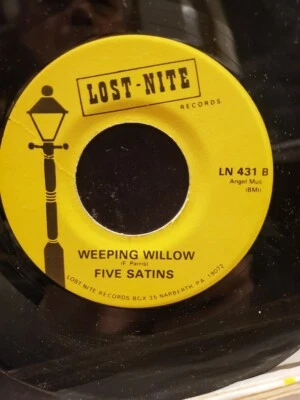 LOST-NITE
RECORDS
LN 431 B
Angel Mus
(BMI)
WEEPING WILLOW
(F Parris)
FIVE SATINS
LOST NITE RECORDS BOX 35 NARBERTH, PA. 19072